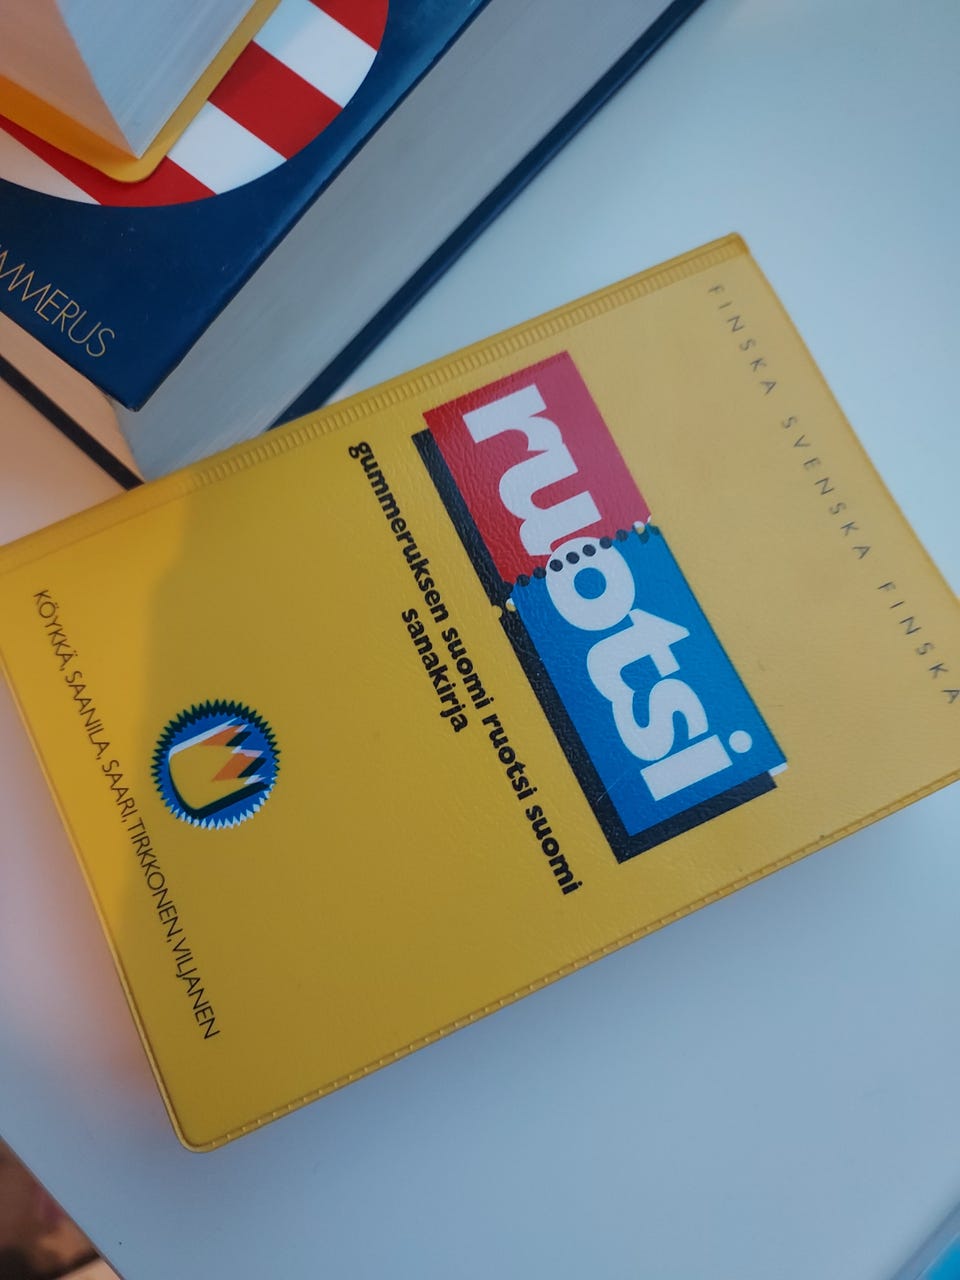 FINSKA SVENSKA FINSKA
ruotsi
gummeruksen suomi ruotsi suomi
sanakirja
KÖYKKÄ, SAANILA, SAARI, TIRKKONEN, VILJANEN